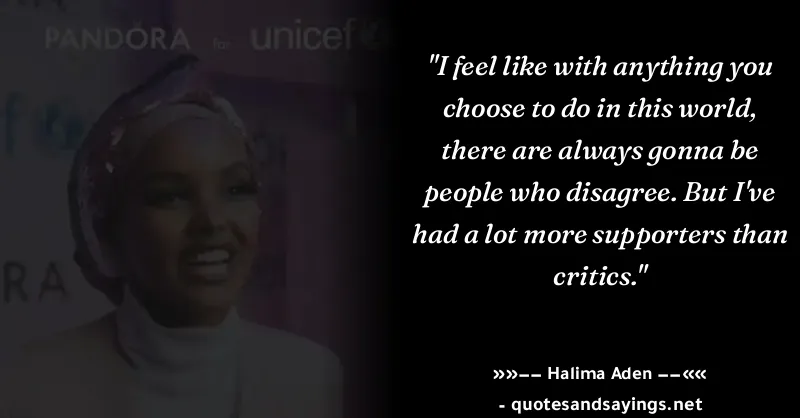 PANDÓRA for unicef
RA
"I feel like with anything you
choose to do in this world,
there are always gonna be
people who disagree. But I've
had a lot more supporters than
critics."
»»−− Halima Aden −−««
- quotesandsayings.net